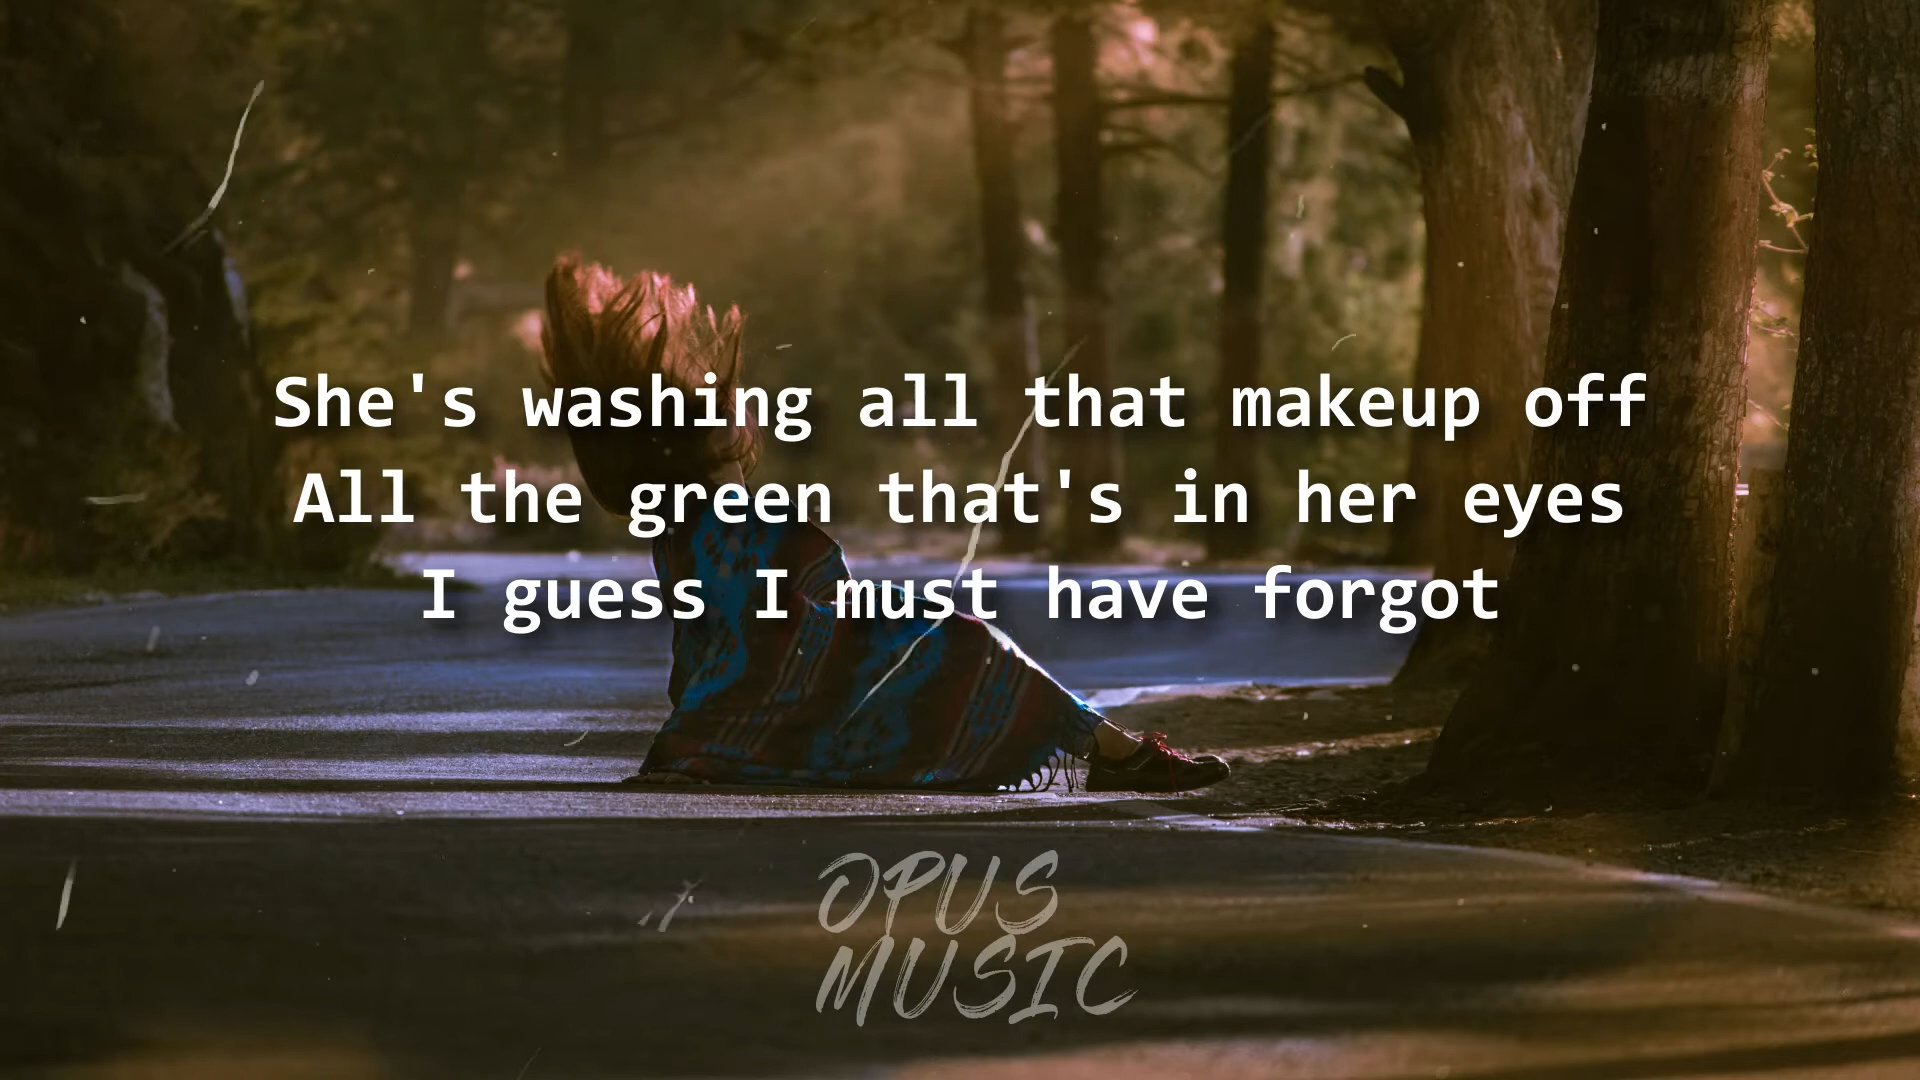 She's washing all that makeup off
All the green that's in her eyes
I guess I must have forgot
OPUS
MUSIC